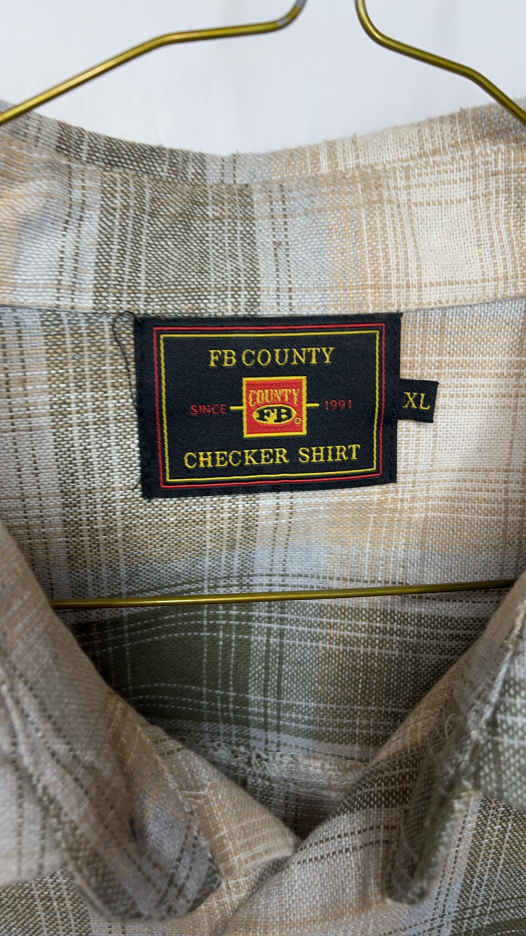 FB COUNTY
COUNTY
FB
SINCE 1991
XL
CHECKER SHIRT